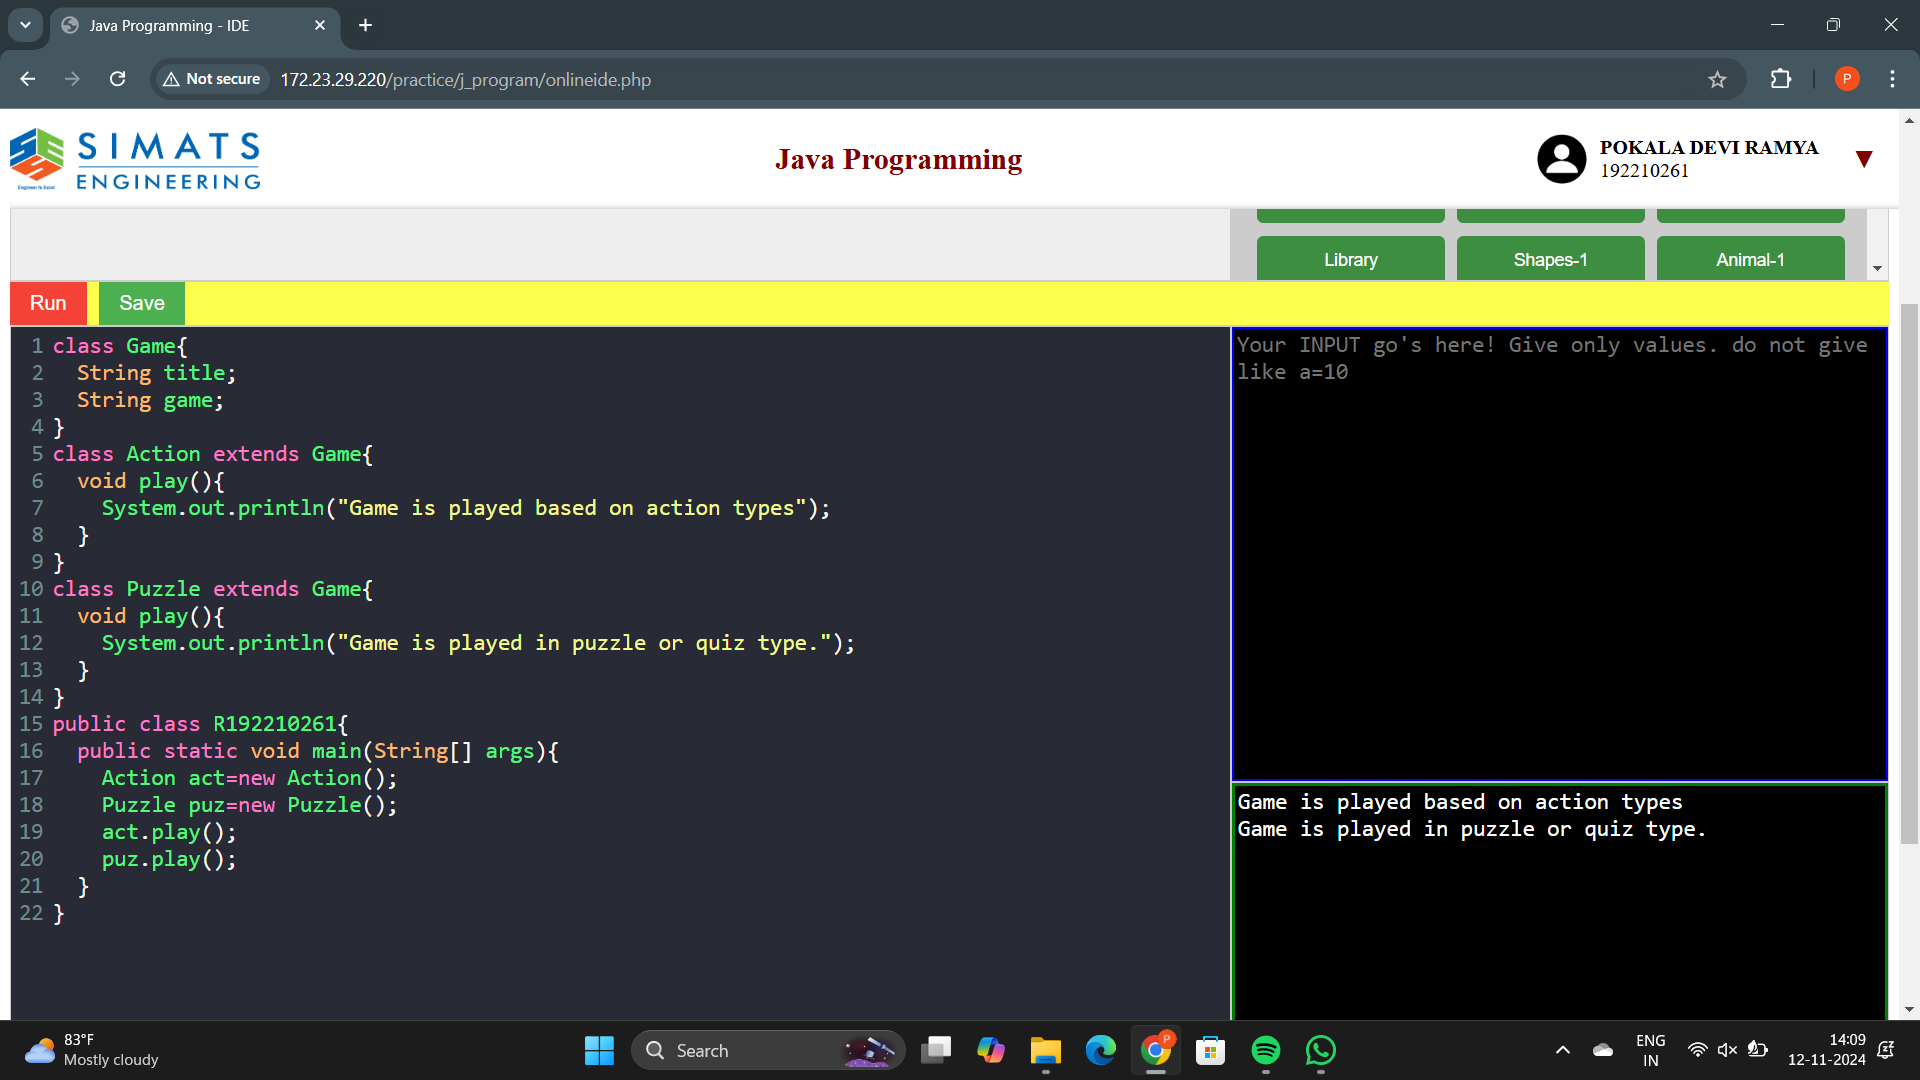 Java Programming - IDE
Not secure
172.23.29.220/practice/j_program/onlineide.php
P
SIMATS
ENGINEERING
Engineer to Excel
Java Programming
POKALA DEVI RAMYA
192210261
Library
Shapes-1
Animal-1
Run
Save
1 class Game{
2 String title;
3 String game;
4 }
5 class Action extends Game{
6 void play(){
7 System.out.println("Game is played based on action types");
8 }
9 }
10 class Puzzle extends Game{
11 void play(){
12 System.out.println("Game is played in puzzle or quiz type.");
13 }
14 }
15 public class R192210261{
16 public static void main(String[] args){
17 Action act=new Action();
18 Puzzle puz=new Puzzle();
19 act.play();
20 puz.play();
21 }
22 }
Your INPUT go's here! Give only values. do not give
like a=10
Game is played based on action types
Game is played in puzzle or quiz type.
83°F
Mostly cloudy
Search
P
ENG
IN
14:09
12-11-2024